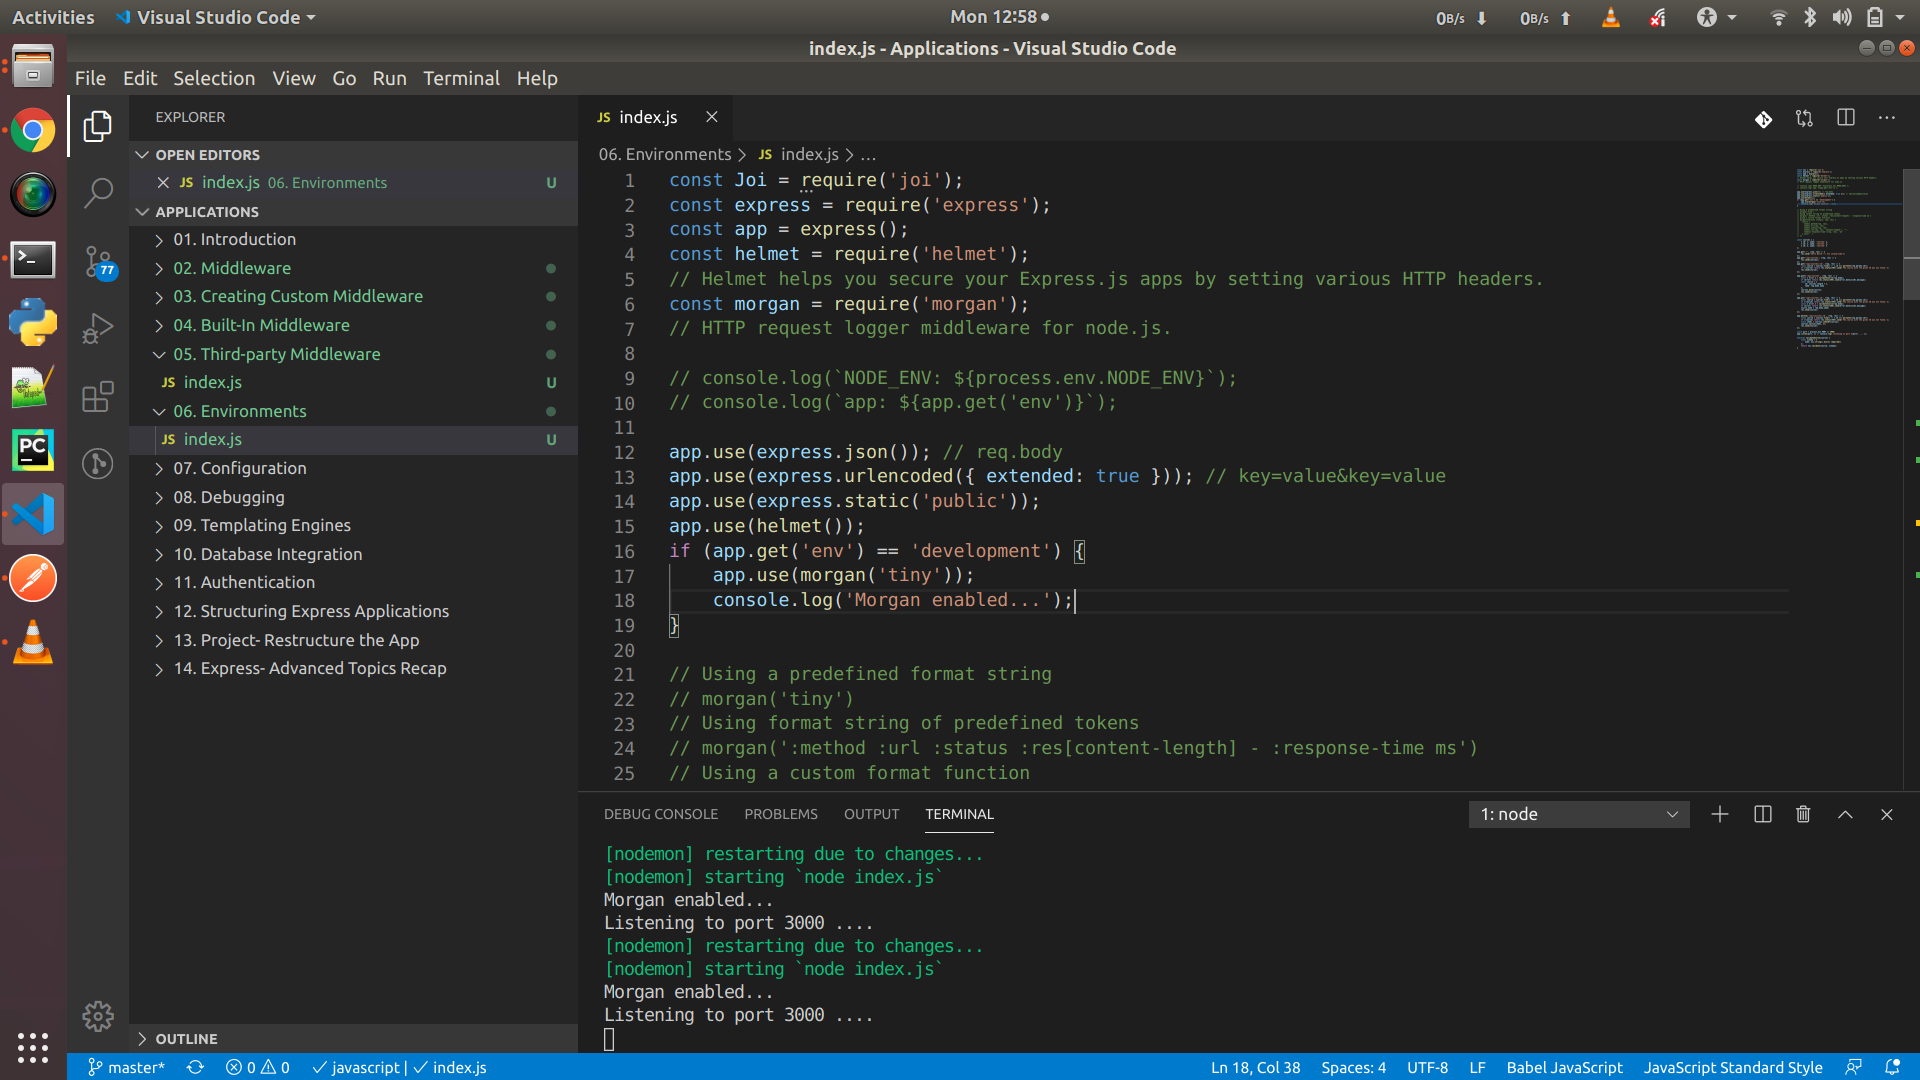 Activities
Visual Studio Code
Mon 12:58
0B/s
0B/s
index.js - Applications - Visual Studio Code
File Edit Selection View Go Run Terminal Help
EXPLORER
OPEN EDITORS
JS index.js 06. Environments U
APPLICATIONS
01. Introduction
02. Middleware
03. Creating Custom Middleware
04. Built-In Middleware
05. Third-party Middleware
JS index.js U
06. Environments
JS index.js U
07. Configuration
08. Debugging
09. Templating Engines
10. Database Integration
11. Authentication
12. Structuring Express Applications
13. Project- Restructure the App
14. Express- Advanced Topics Recap
OUTLINE
77
PC
JS index.js
06. Environments > JS index.js > ...
1 const Joi = require('joi');
2 const express = require('express');
3 const app = express();
4 const helmet = require('helmet');
5 // Helmet helps you secure your Express.js apps by setting various HTTP headers.
6 const morgan = require('morgan');
7 // HTTP request logger middleware for node.js.
8
9 // console.log(`NODE_ENV: ${process.env.NODE_ENV}`);
10 // console.log(`app: ${app.get('env')}`);
11
12 app.use(express.json()); // req.body
13 app.use(express.urlencoded({ extended: true })); // key=value&key=value
14 app.use(express.static('public'));
15 app.use(helmet());
16 if (app.get('env') == 'development') {
17     app.use(morgan('tiny'));
18     console.log('Morgan enabled...');
19 }
20
21 // Using a predefined format string
22 // morgan('tiny')
23 // Using format string of predefined tokens
24 // morgan(':method :url :status :res[content-length] - :response-time ms')
25 // Using a custom format function
DEBUG CONSOLE PROBLEMS OUTPUT TERMINAL
1: node
[nodemon] restarting due to changes...
[nodemon] starting `node index.js`
Morgan enabled...
Listening to port 3000 ....
[nodemon] restarting due to changes...
[nodemon] starting `node index.js`
Morgan enabled...
Listening to port 3000 ....
master* 0 0 javascript | index.js
Ln 18, Col 38 Spaces: 4 UTF-8 LF Babel JavaScript JavaScript Standard Style